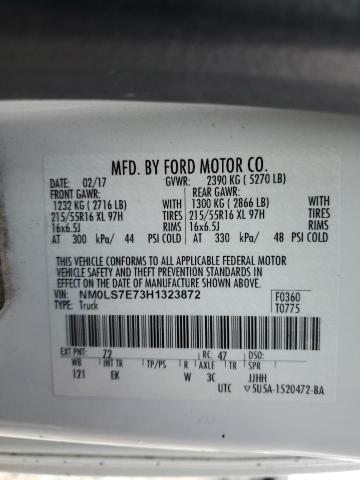 MFD. BY FORD MOTOR CO.
DATE: 02/17 GVWR: 2390 KG ( 5270 LB)
FRONT GAWR: REAR GAWR:
1232 KG ( 2716 LB) WITH 1300 KG ( 2866 LB) WITH
215/55R16 XL 97H TIRES 215/55R16 XL 97H TIRES
16x6.5J RIMS 16x6.5J RIMS
AT 300 kPa/ 44 PSI COLD AT 330 kPa/ 48 PSI COLD
THIS VEHICLE CONFORMS TO ALL APPLICABLE FEDERAL MOTOR
VEHICLE SAFETY AND THEFT PREVENTION STANDARDS IN
EFFECT ON THE DATE OF MANUFACTURE SHOWN ABOVE.
VIN: NM0LS7E73H1323872 F0360
TYPE: Truck T0775
EXT PNT: Z2 RC: 47 DSO:
WB INT TR TP/PS R AXLE TR SPR
121 EK W 3C JJHH
UTC 5U5A-1520472-BA